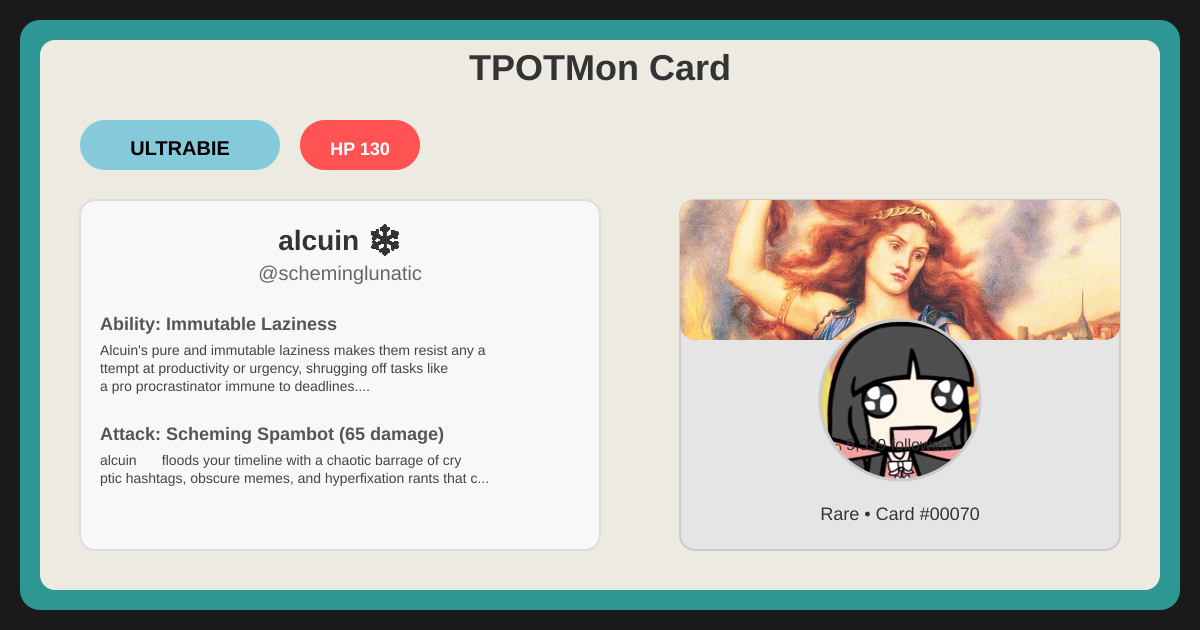 TPOTMon Card
ULTRABIE
HP 130
alcuin ❄
@scheminglunatic
Ability: Immutable Laziness
Alcuin's pure and immutable laziness makes them resist any a
ttempt at productivity or urgency, shrugging off tasks like
a pro procrastinator immune to deadlines....
Attack: Scheming Spambot (65 damage)
alcuin floods your timeline with a chaotic barrage of cry
ptic hashtags, obscure memes, and hyperfixation rants that c...
followers
Rare • Card #00070